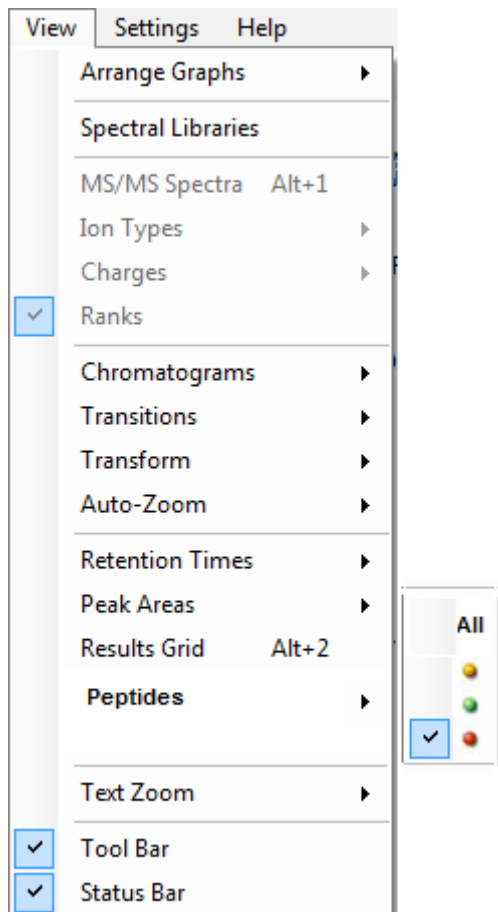 View Settings Help
Arrange Graphs
Spectral Libraries
MS/MS Spectra Alt+1
Ion Types
Charges
Ranks
Chromatograms
Transitions
Transform
Auto-Zoom
Retention Times
Peak Areas
Results Grid Alt+2
Peptides
All
Text Zoom
Tool Bar
Status Bar